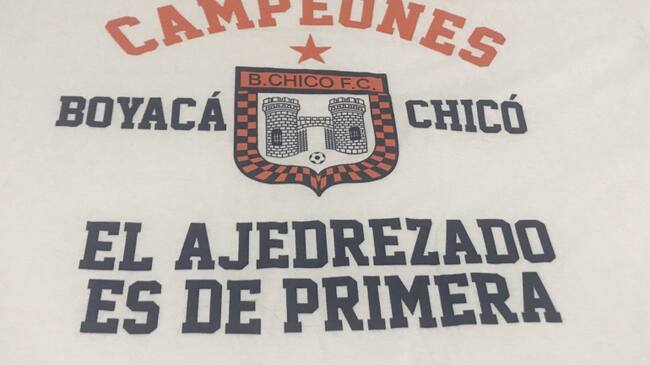 CAMPEONES
B. CHICO F.C.
BOYACÁ CHICÓ
EL AJEDREZADO
ES DE PRIMERA